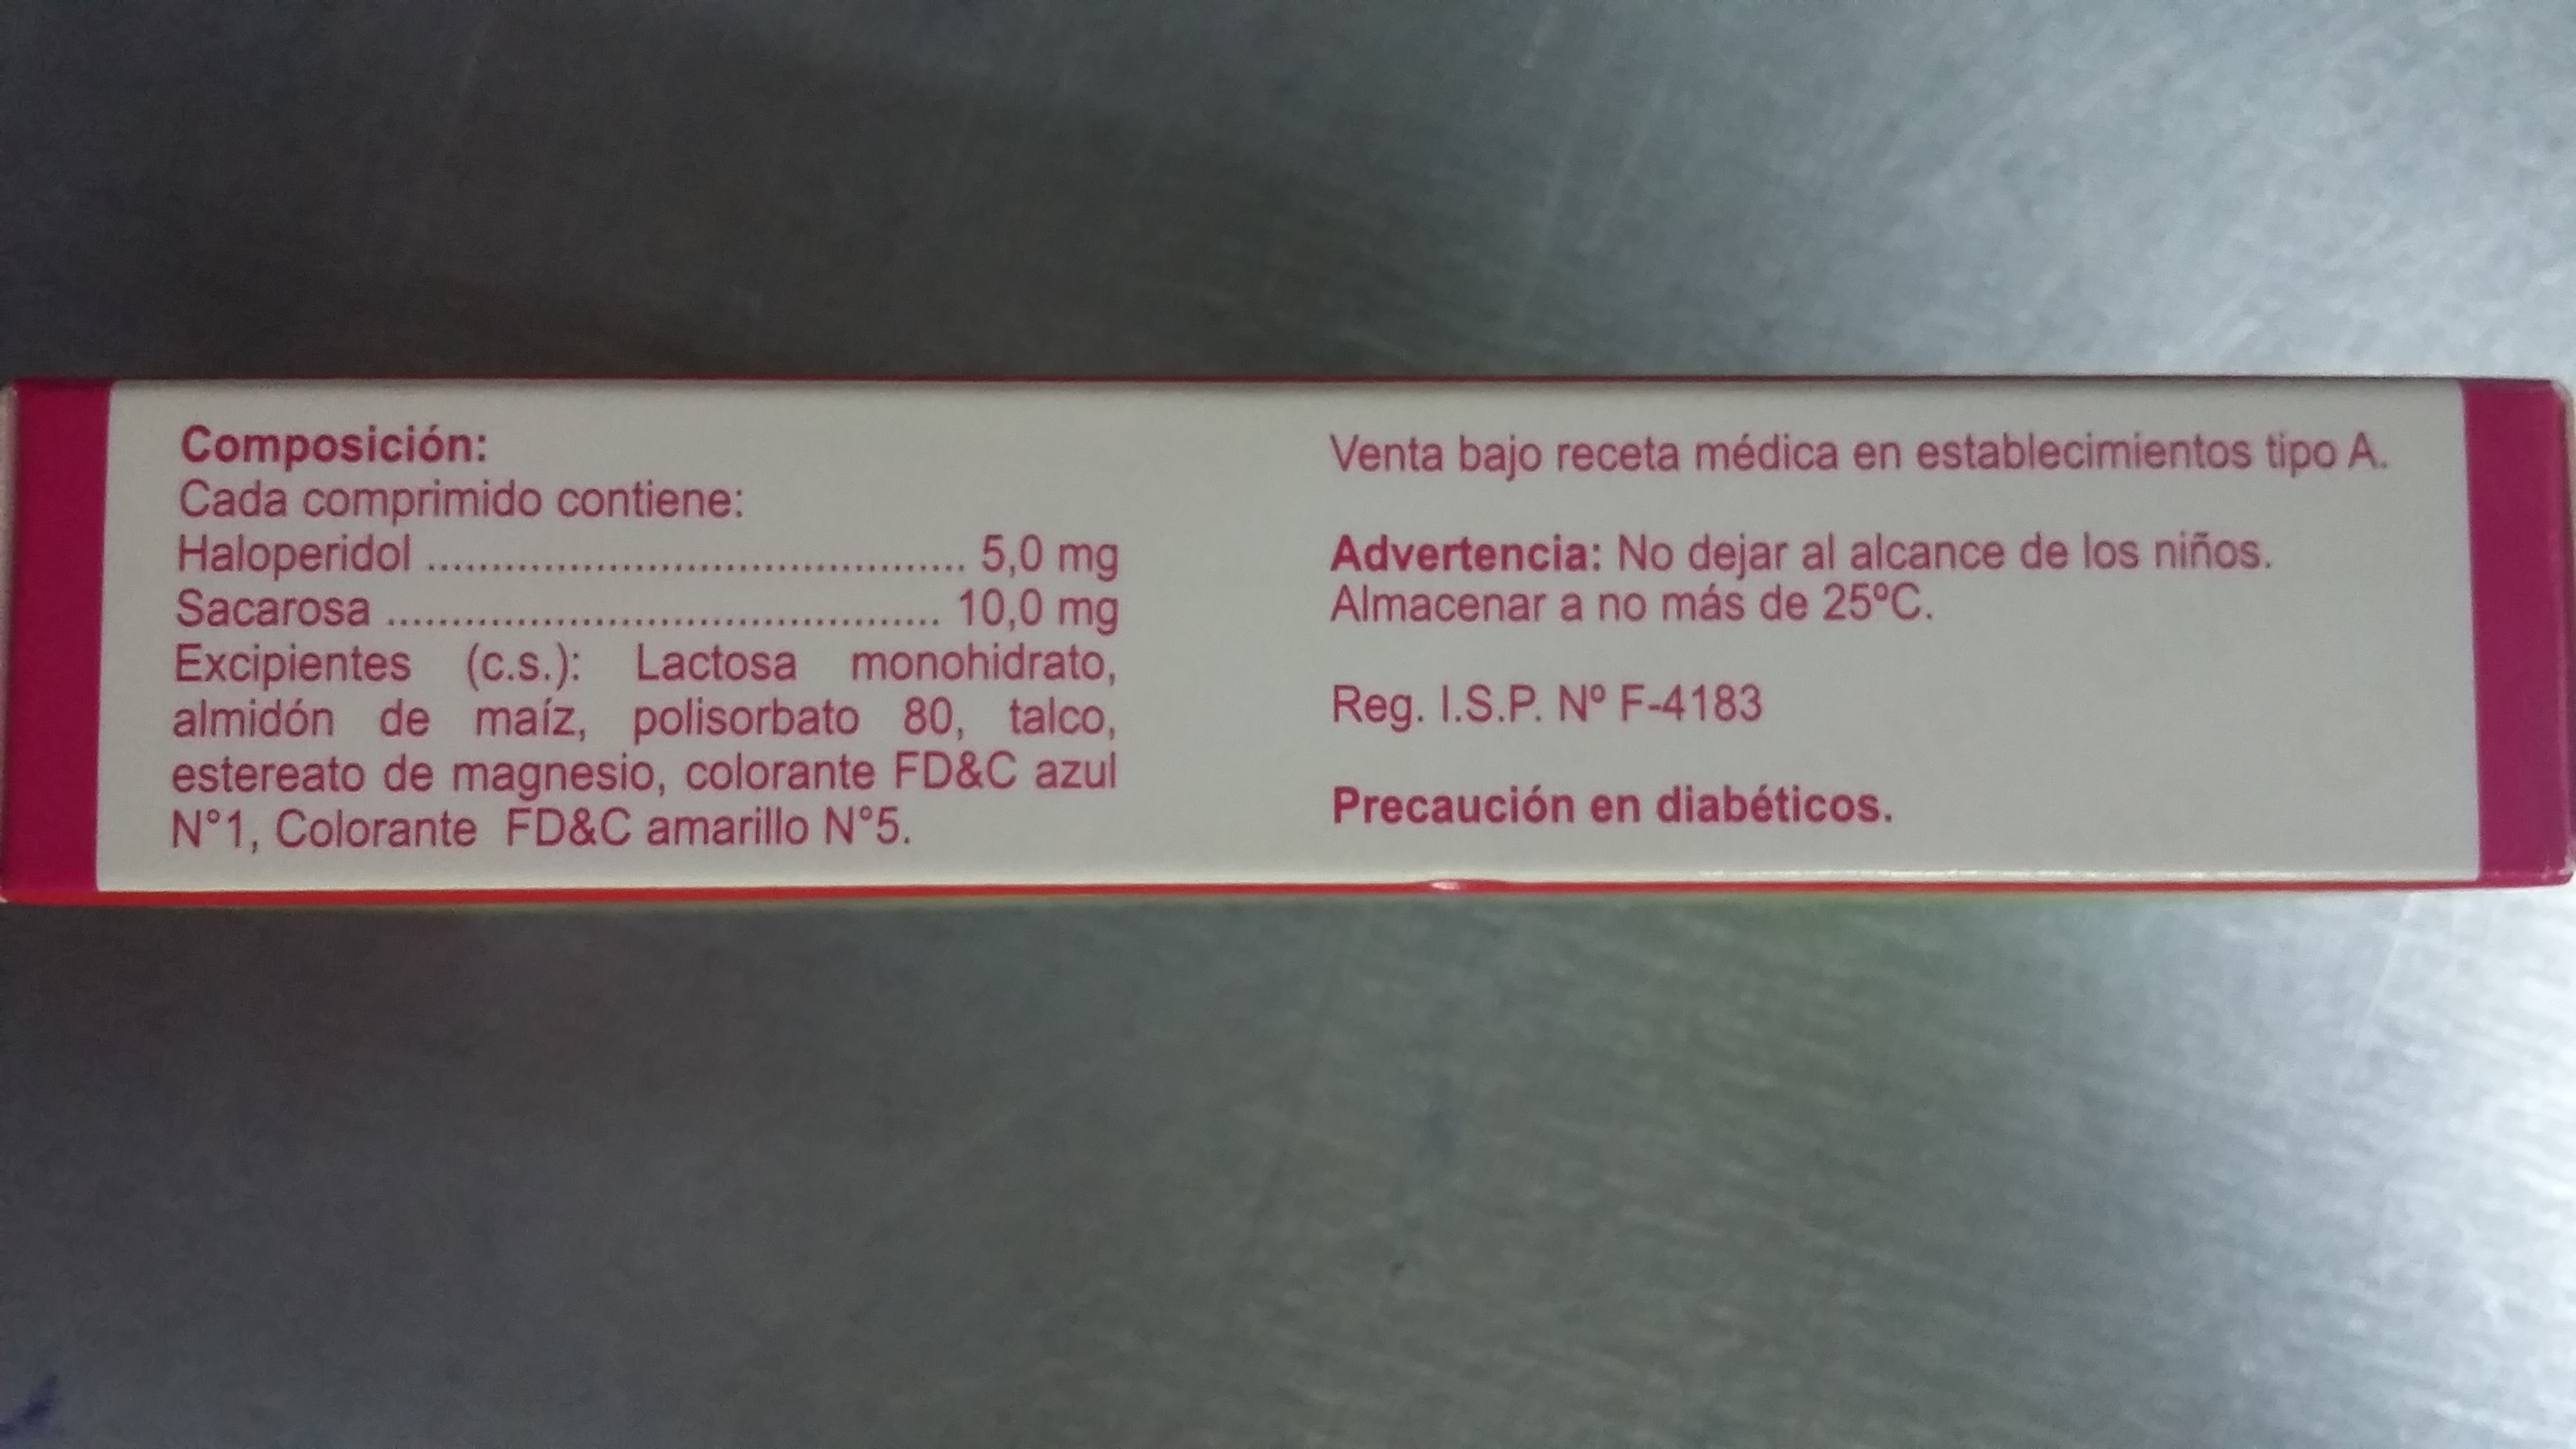 Composición:
Cada comprimido contiene:
Haloperidol .......................................... 5,0 mg
Sacarosa ........................................... 10,0 mg
Excipientes (c.s.): Lactosa monohidrato,
almidón de maíz, polisorbato 80, talco,
estereato de magnesio, colorante FD&C azul
N°1, Colorante FD&C amarillo N°5.
Venta bajo receta médica en establecimientos tipo A.
Advertencia: No dejar al alcance de los niños.
Almacenar a no más de 25ºC.
Reg. I.S.P. Nº F-4183
Precaución en diabéticos.